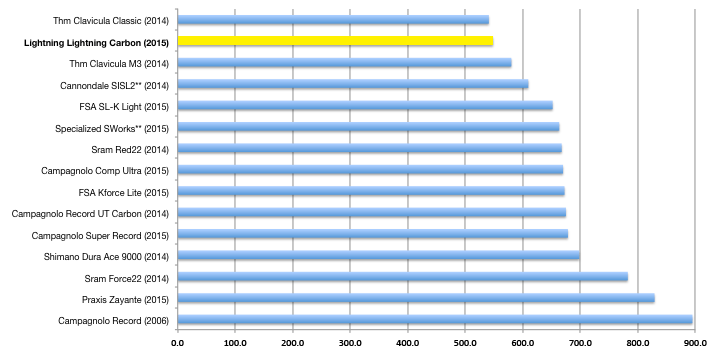 Thm Clavicula Classic (2014)
Lightning Lightning Carbon (2015)
Thm Clavicula M3 (2014)
Cannondale SISL2** (2014)
FSA SL-K Light (2015)
Specialized SWorks** (2015)
Sram Red22 (2014)
Campagnolo Comp Ultra (2015)
FSA Kforce Lite (2015)
Campagnolo Record UT Carbon (2014)
Campagnolo Super Record (2015)
Shimano Dura Ace 9000 (2014)
Sram Force22 (2014)
Praxis Zayante (2015)
Campagnolo Record (2006)
0.0 100.0 200.0 300.0 400.0 500.0 600.0 700.0 800.0 900.0